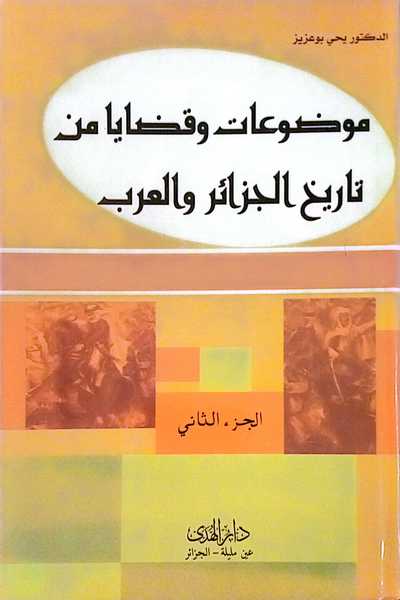 الدكتور يحي بوعزيز
موضوعات وقضايا من
تاريخ الجزائر والعرب
الجزء الثاني
دار الهدى
عين مليلة - الجزائر